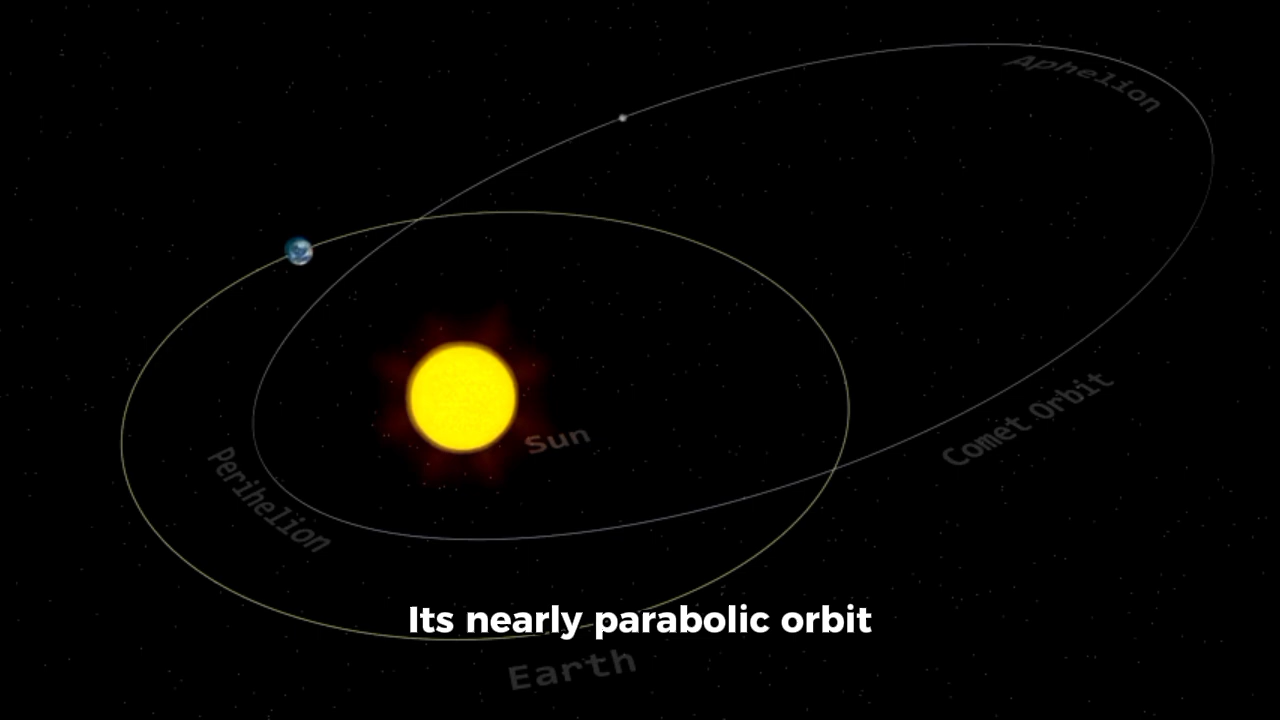 Aphelion
Comet Orbit
Sun
Perihelion
Its nearly parabolic orbit
Earth